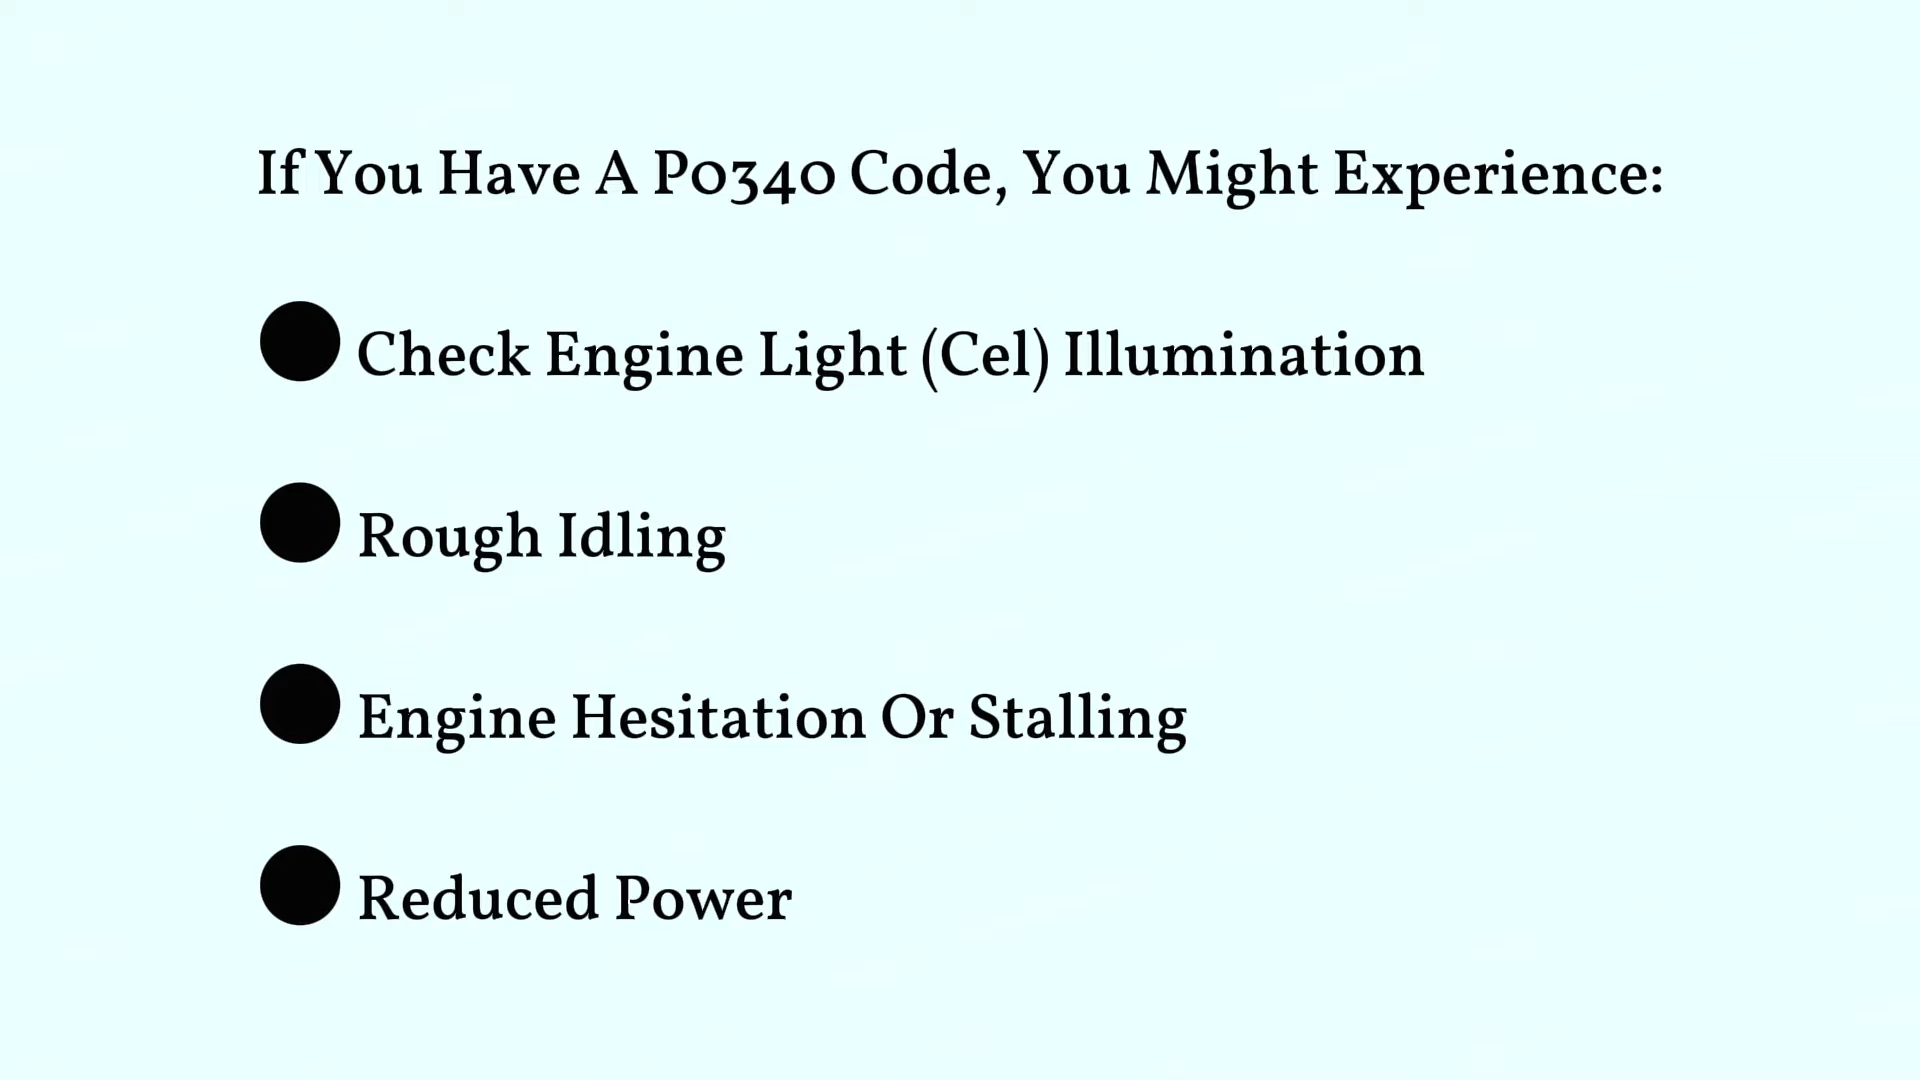 If You Have A P0340 Code, You Might Experience:
● Check Engine Light (Cel) Illumination
● Rough Idling
● Engine Hesitation Or Stalling
● Reduced Power